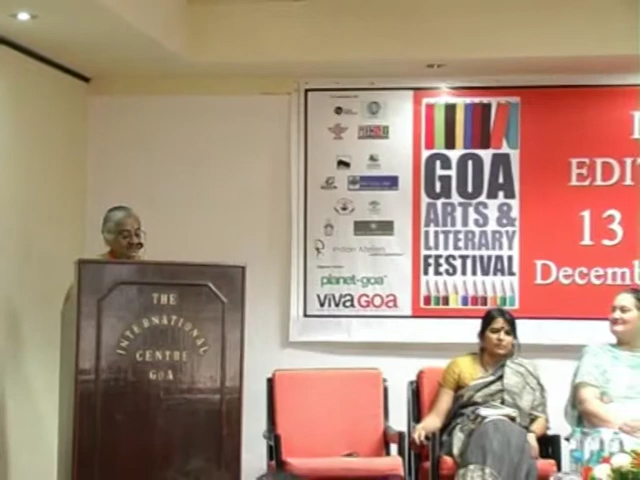 THE
INTERNATIONAL
CENTRE
GOA
GOA
ARTS &
LITERARY
FESTIVAL
planet-goa
viva GOA
EDIT
13
Decemb